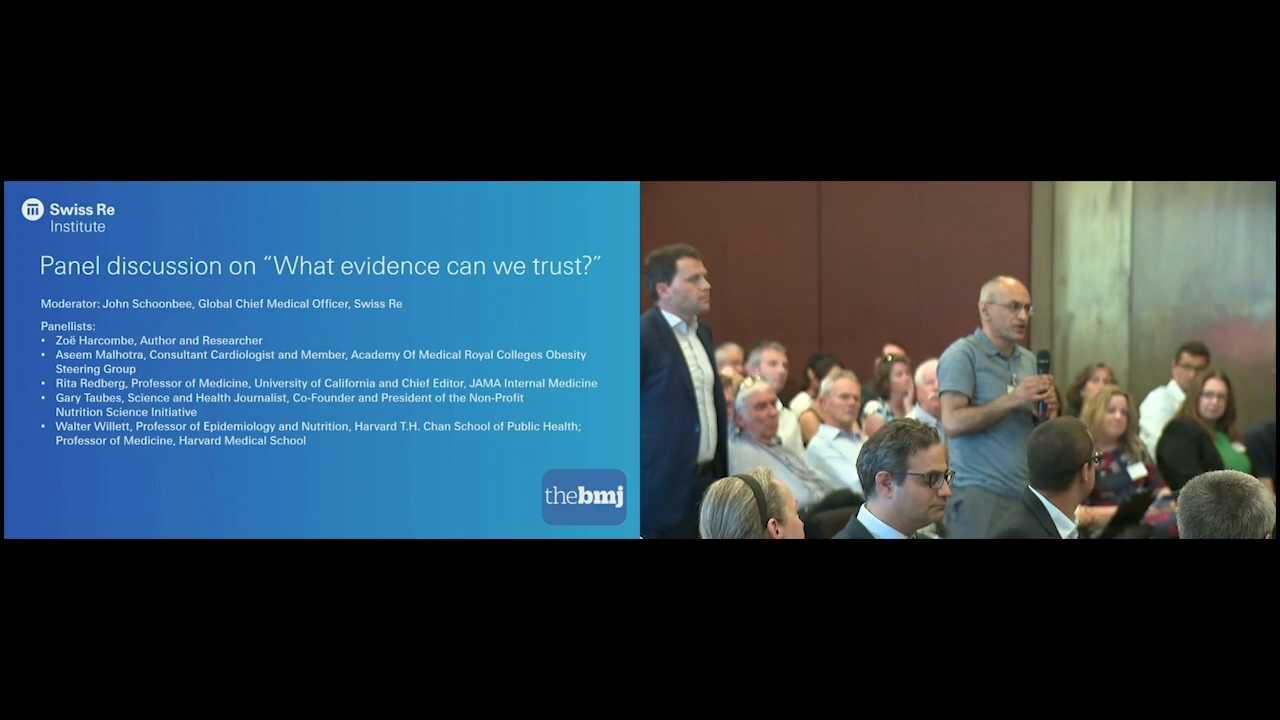 Swiss Re
Institute
Panel discussion on ˝What evidence can we trust?”
Moderator: John Schoonbee, Global Chief Medical Officer, Swiss Re
Panellists:
• Zoë Harcombe, Author and Researcher
• Aseem Malhotra, Consultant Cardiologist and Member, Academy Of Medical Royal Colleges Obesity
Steering Group
• Rita Redberg, Professor of Medicine, University of California and Chief Editor, JAMA Internal Medicine
• Gary Taubes, Science and Health Journalist, Co-Founder and President of the Non-Profit
Nutrition Science Initiative
• Walter Willett, Professor of Epidemiology and Nutrition, Harvard T.H. Chan School of Public Health;
Professor of Medicine, Harvard Medical School
thebmj